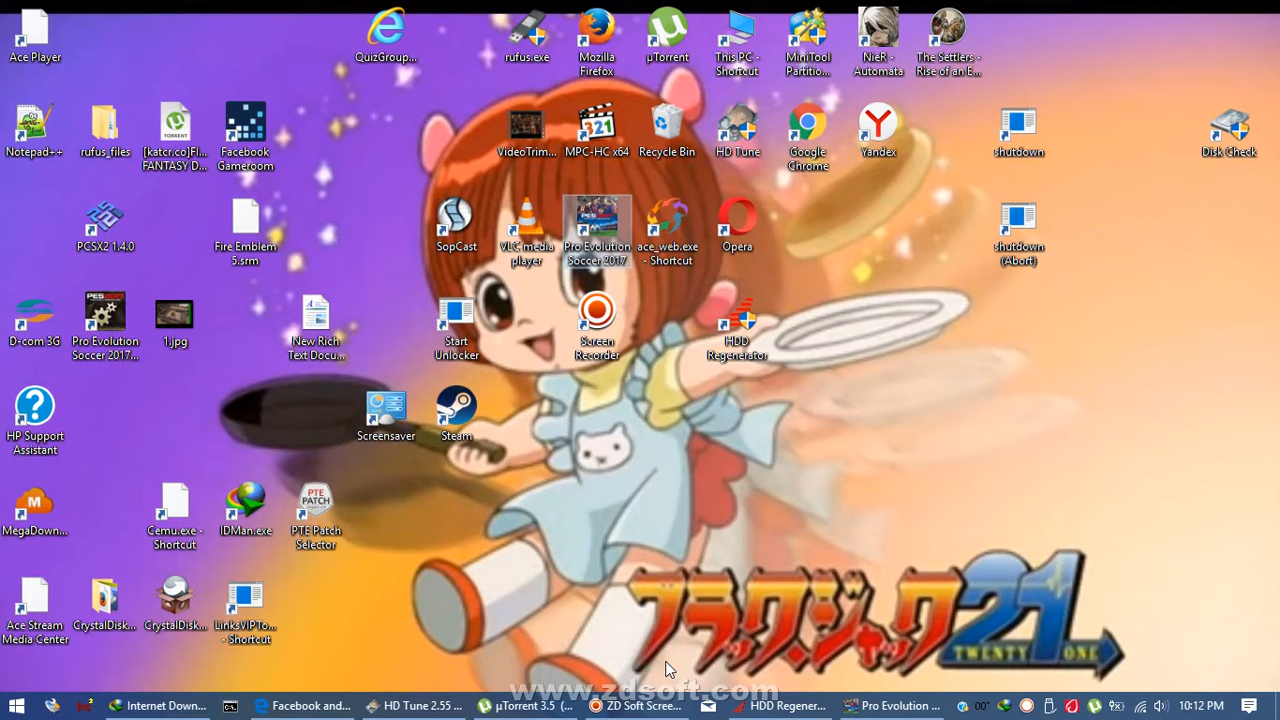 Ace Player
QuizGroup...
rufus.exe
Mozilla
Firefox
µTorrent
This PC -
Shortcut
MiniTool
Partitio...
NieR -
Automata
The Settlers -
Rise of an E...
Notepad++
rufus_files
TORRENT
[katcr.co]FI...
FANTASY D...
Facebook
Gameroom
VideoTrim...
321
MPC-HC x64
Recycle Bin
HD Tune
Google
Chrome
Yandex
shutdown
Disk Check
PCSX2 1.4.0
Fire Emblem
5.srm
SopCast
VLC media
player
Pro Evolution
Soccer 2017
ace_web.exe
- Shortcut
Opera
shutdown
(Abort)
D-com 3G
Pro Evolution
Soccer 2017...
1.jpg
New Rich
Text Docu...
Start
Unlocker
Screen
Recorder
HDD
Regenerator
HP Support
Assistant
Screensaver
Steam
MegaDown...
Cemu.exe -
Shortcut
IDMan.exe
PTE
PATCH
PTE Patch
Selector
Ace Stream
Media Center
CrystalDisk...
CrystalDisk...
LinksVIPTo...
- Shortcut
ブラック・ジャック21
TWENTY ONE
www.zdsoft.com
Internet Down...
Facebook and...
HD Tune 2.55 ...
µTorrent 3.5 (...
ZD Soft Scree...
HDD Regener...
Pro Evolution ...
00°
10:12 PM